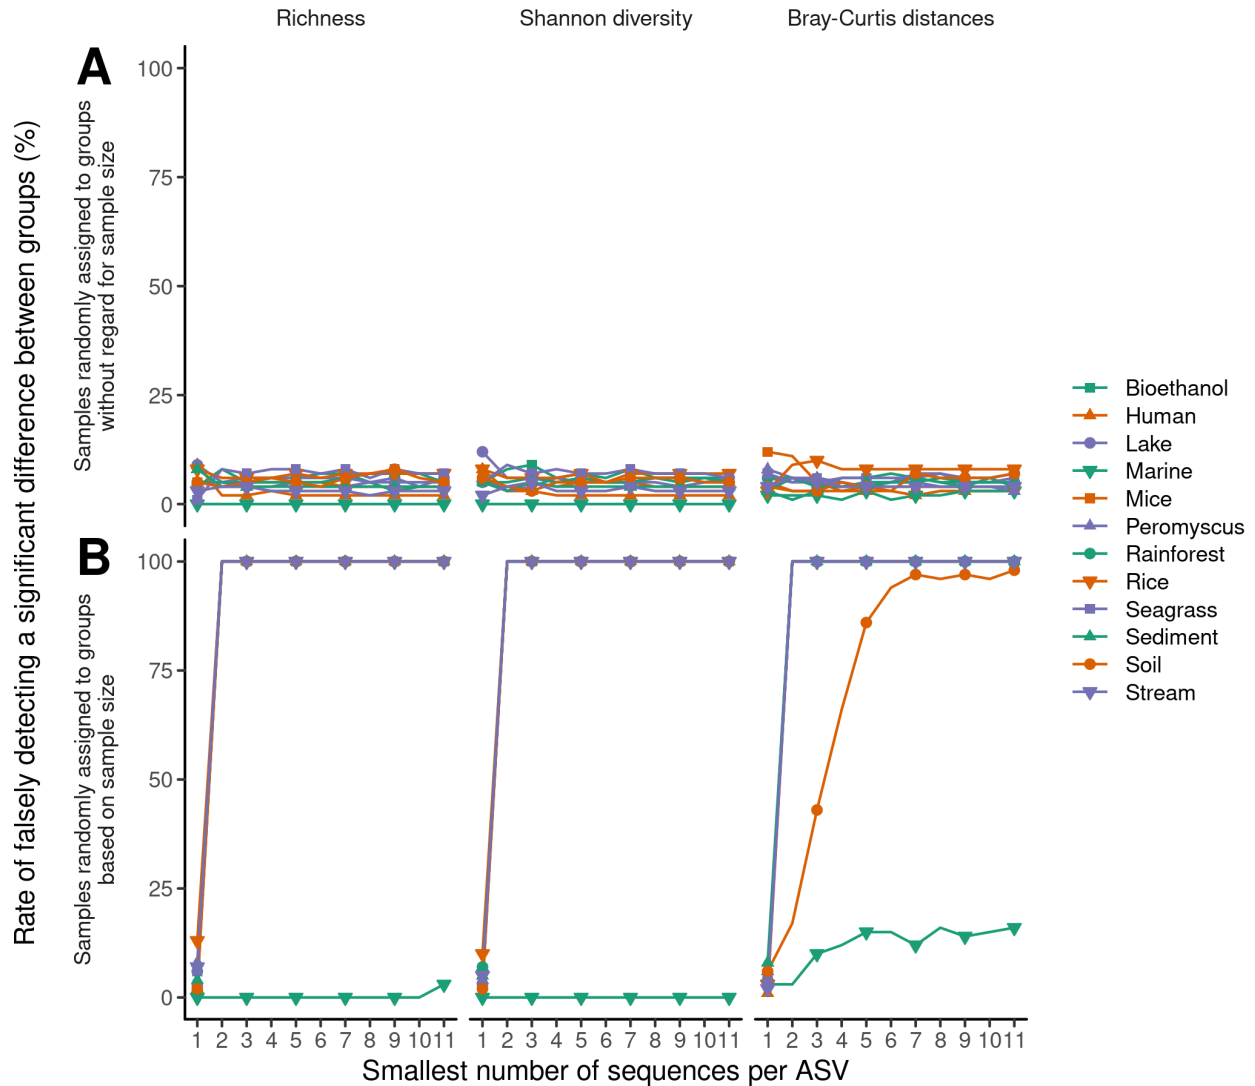 Richness
Shannon diversity
Bray-Curtis distances
A
B
Rate of falsely detecting a significant difference between groups (%)
Samples randomly assigned to groups
without regard for sample size
100
75
50
25
0
Samples randomly assigned to groups
based on sample size
100
75
50
25
0
1 2 3 4 5 6 7 8 9 10 11
1 2 3 4 5 6 7 8 9 10 11
1 2 3 4 5 6 7 8 9 10 11
Smallest number of sequences per ASV
Bioethanol
Human
Lake
Marine
Mice
Peromyscus
Rainforest
Rice
Seagrass
Sediment
Soil
Stream